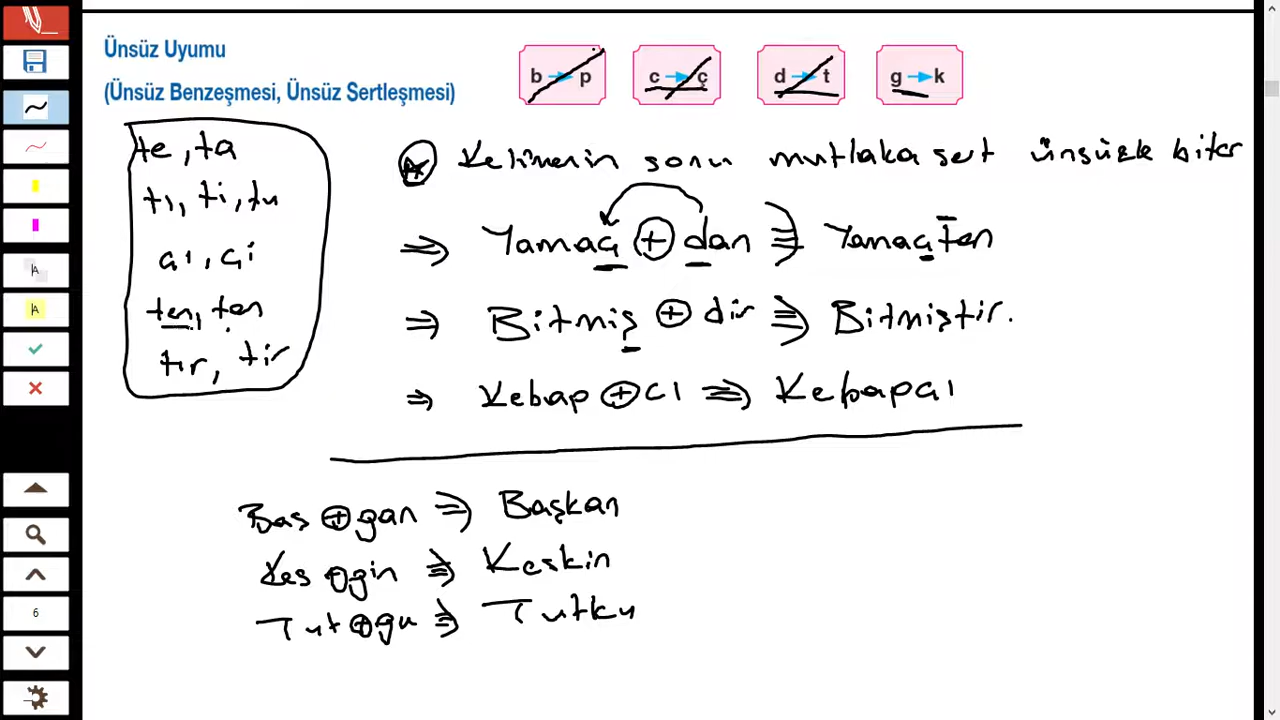 Ünsüz Uyumu
(Ünsüz Benzeşmesi, Ünsüz Sertleşmesi)
b → p
c → ç
d → t
g → k
te, ta
tı, ti, tu
çı, çi
ten, ten
tır, tir
Kelimenin sonu mutlaka sert ünsüzle biter
⇒ Yamaç + dan ⇒ Yamaçtan
⇒ Bitmiş + dir ⇒ Bitmiştir.
⇒ Kebap + cı ⇒ Kebapçı
Baş + gan ⇒ Başkan
Kes + gin ⇒ Keskin
Tut + gu ⇒ Tutku
A
A
6